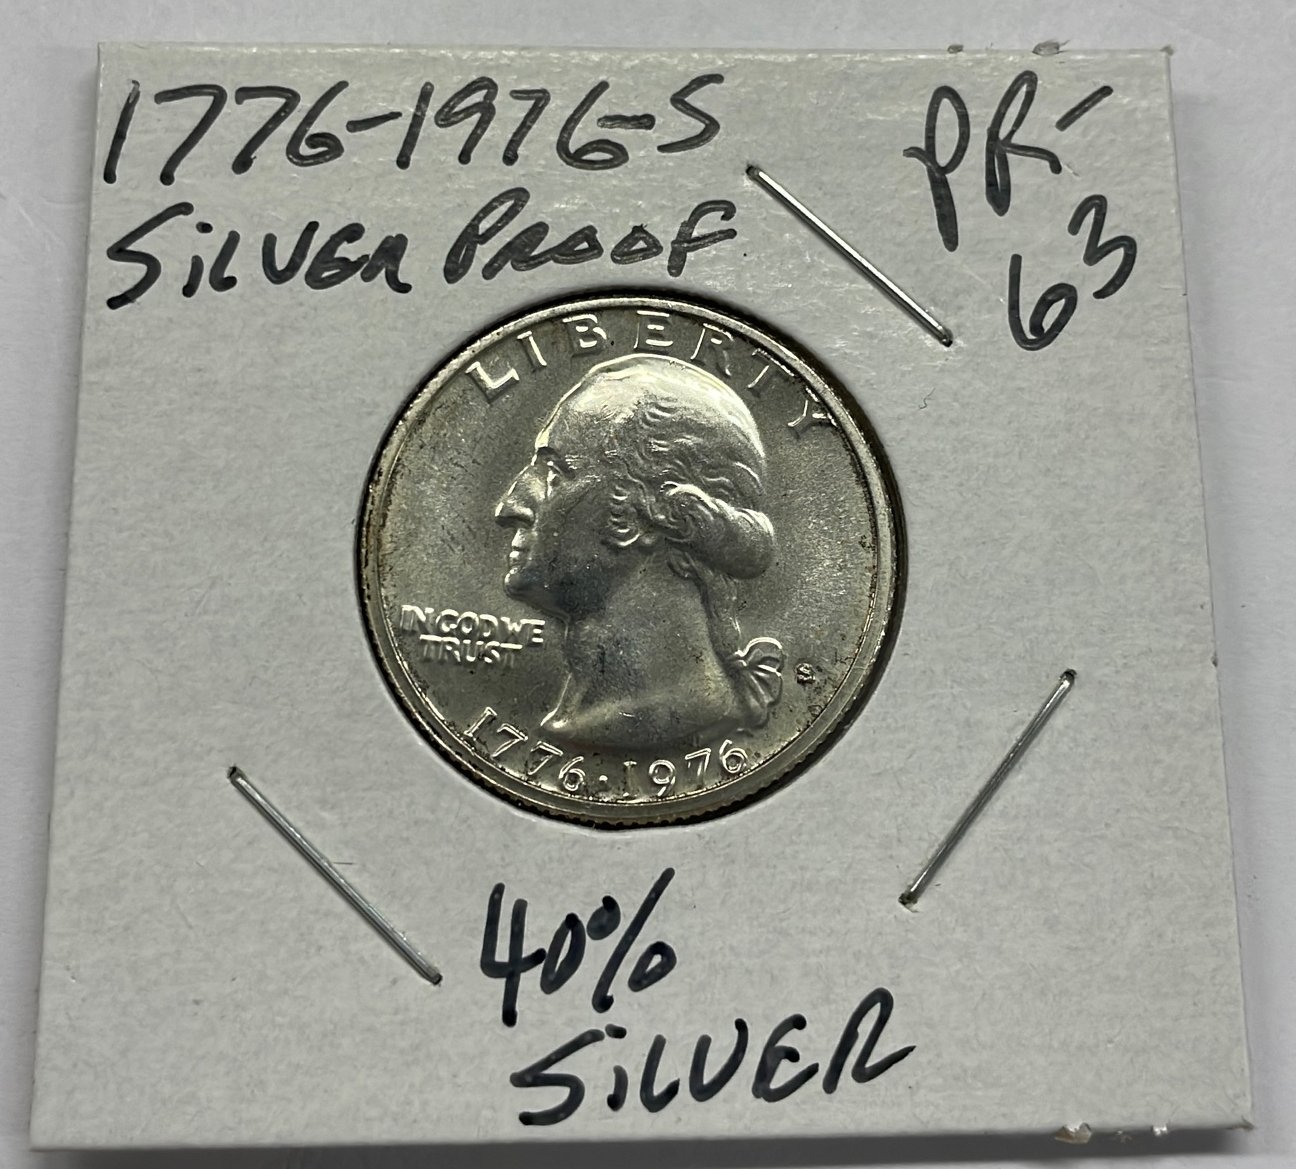 1776-1976-S
SiLVER PROOF
PR-
63
LIBERTY
IN GOD WE
TRUST
S
1776·1976
40%
SiLVER